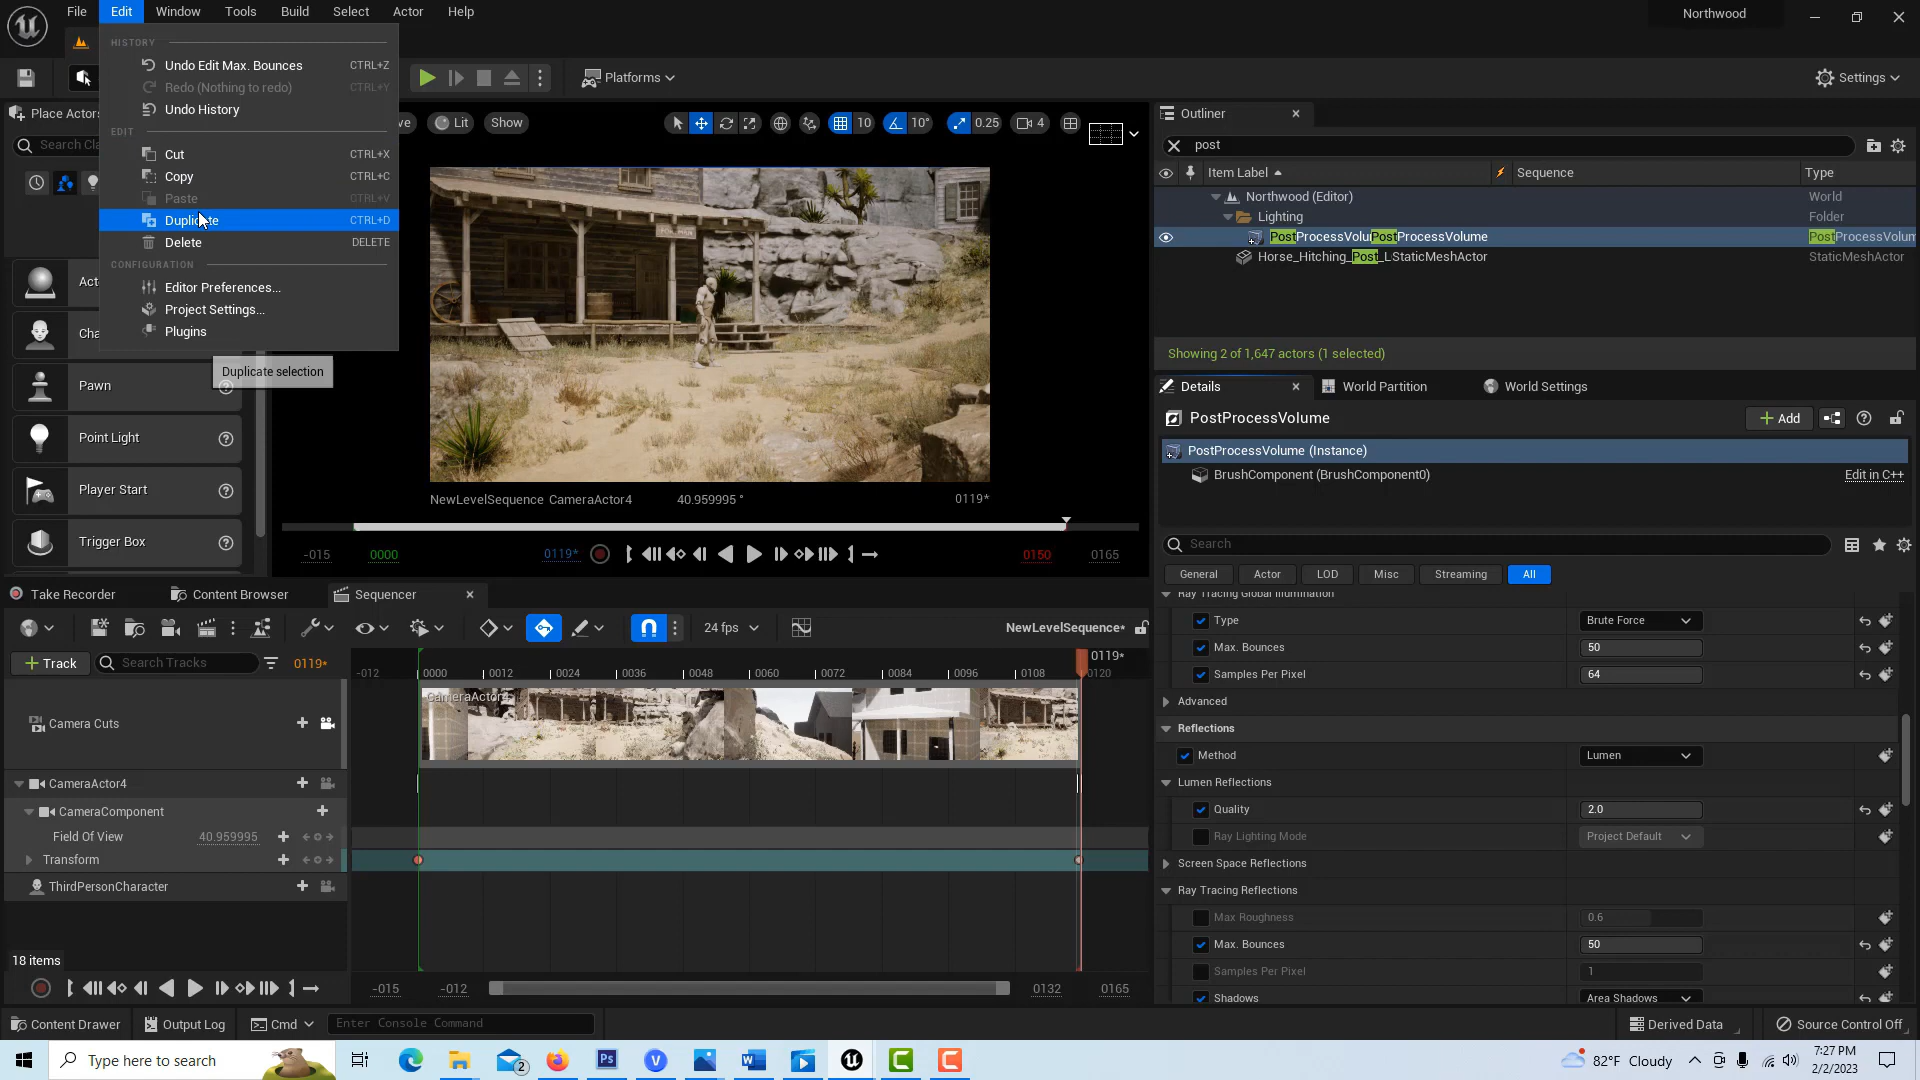 File Edit Window Tools Build Select Actor Help
Northwood
HISTORY
Undo Edit Max. Bounces CTRL+Z
Redo (Nothing to redo) CTRL+Y
Undo History
EDIT
Cut CTRL+X
Copy CTRL+C
Paste CTRL+V
Duplicate CTRL+D
Delete DELETE
CONFIGURATION
Editor Preferences...
Project Settings...
Plugins
Duplicate selection
Platforms
Settings
Place Actors
Lit Show
10 10° 0.25 4
Pawn
Point Light
Player Start
Trigger Box
NewLevelSequence CameraActor4 40.959995 ° 0119*
-015 0000 0119* 0150 0165
Outliner
post
Item Label Sequence Type
Northwood (Editor) World
Lighting Folder
PostProcessVoluPostProcessVolume PostProcessVolum
Horse_Hitching_Post_LStaticMeshActor StaticMeshActor
Showing 2 of 1,647 actors (1 selected)
Details World Partition World Settings
PostProcessVolume Add
PostProcessVolume (Instance)
BrushComponent (BrushComponent0) Edit in C++
Search
General Actor LOD Misc Streaming All
Ray Tracing Global Illumination
Type Brute Force
Max. Bounces 50
Samples Per Pixel 64
Advanced
Reflections
Method Lumen
Lumen Reflections
Quality 2.0
Ray Lighting Mode Project Default
Screen Space Reflections
Ray Tracing Reflections
Max Roughness 0.6
Max. Bounces 50
Samples Per Pixel 1
Shadows Area Shadows
Take Recorder Content Browser Sequencer
24 fps NewLevelSequence*
Track Search Tracks 0119*
-012 0000 0012 0024 0036 0048 0060 0072 0084 0096 0108 0119* 0120
CameraActor4
Camera Cuts
CameraActor4
CameraComponent
Field Of View 40.959995
Transform
ThirdPersonCharacter
18 items
-015 -012 0132 0165
Content Drawer Output Log Cmd Enter Console Command Derived Data Source Control Off
Type here to search 2 82°F Cloudy 7:27 PM
2/2/2023